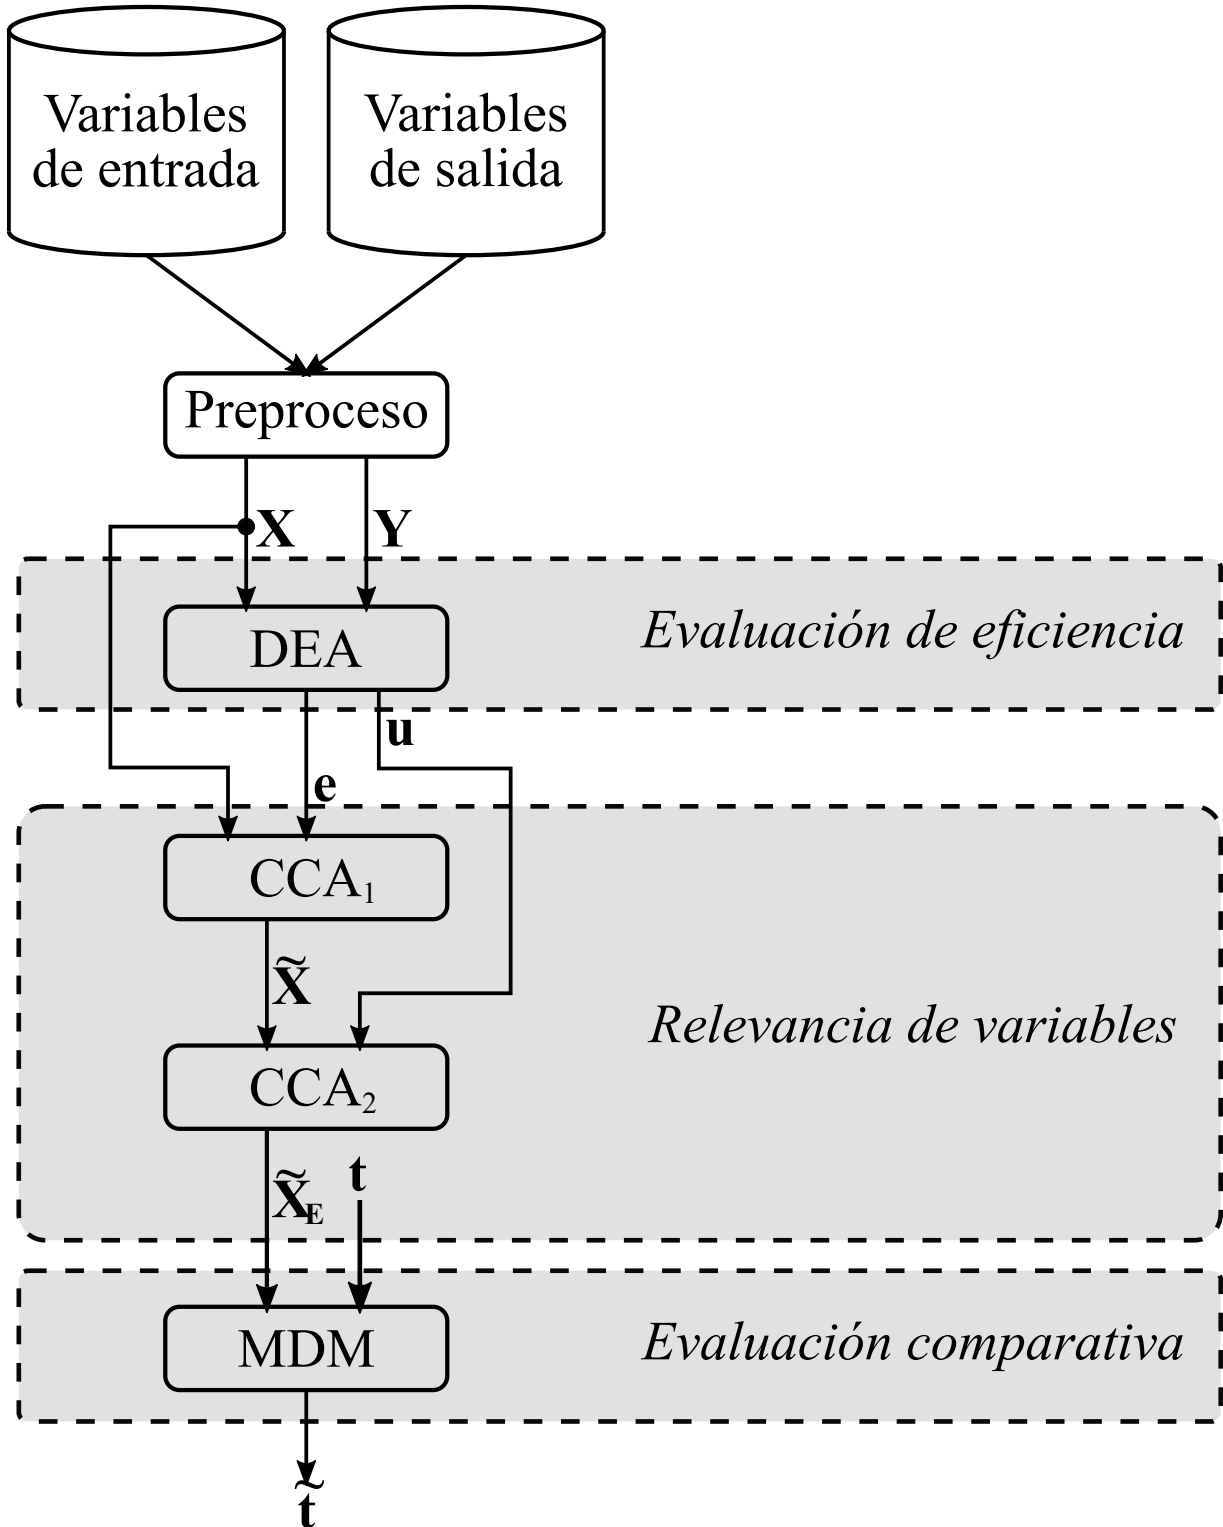 Variables
de entrada
Variables
de salida
Preproceso
X
Y
DEA
Evaluación de eficiencia
u
e
CCA₁
X̃
Relevancia de variables
CCA₂
X̃_E
t
MDM
Evaluación comparativa
t̃